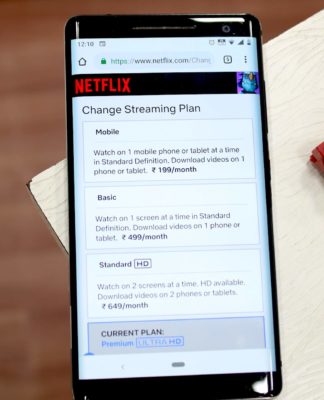 12:10
https://www.netflix.com/Chang
NETFLIX
Change Streaming Plan
Mobile
Watch on 1 mobile phone or tablet at a time
in Standard Definition. Download videos on 1
phone or tablet. ₹ 199/month
Basic
Watch on 1 screen at a time in Standard
Definition. Download videos on 1 phone or
tablet. ₹ 499/month
Standard HD
Watch on 2 screens at a time. HD available.
Download videos on 2 phones or tablets.
₹ 649/month
CURRENT PLAN:
Premium ULTRA HD